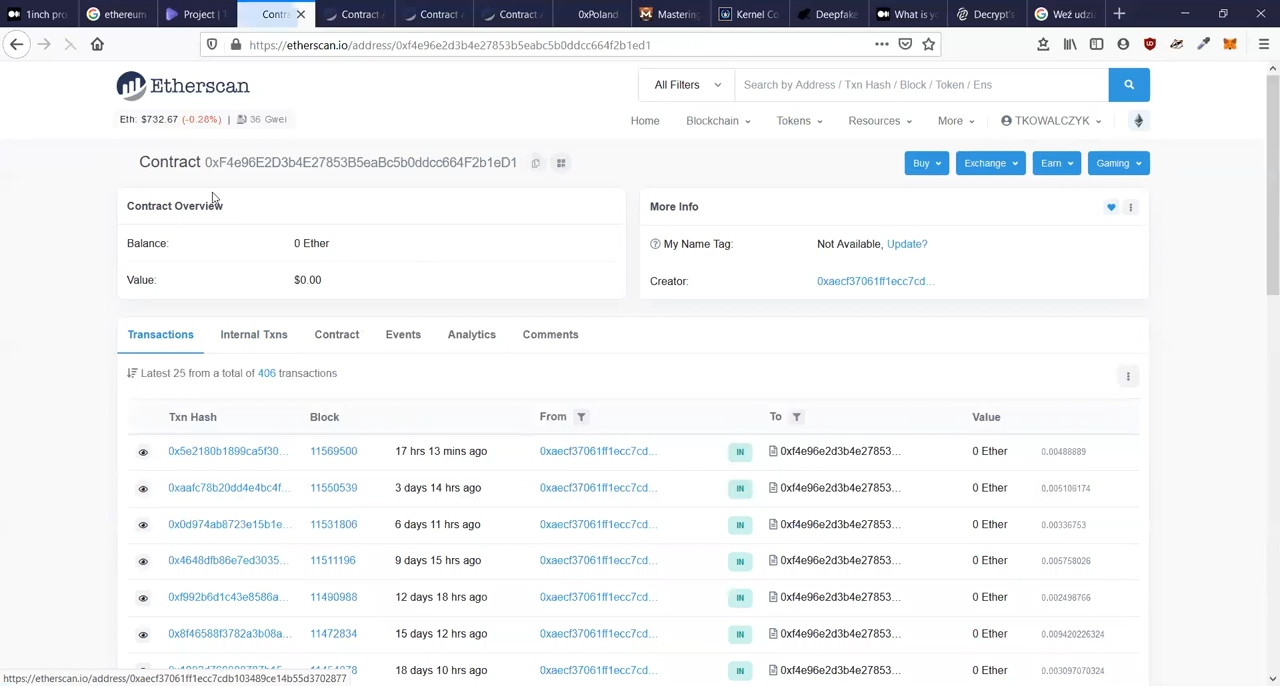 1inch pro
ethereum
Project | 1
Contra
Contract
Contract
Contract
0xPoland
Mastering
Kernel Co
Deepfake
What is yo
Decrypt's
Weź udzia
https://etherscan.io/address/0xf4e96e2d3b4e27853b5eabc5b0ddcc664f2b1ed1
Etherscan
All Filters
Search by Address / Txn Hash / Block / Token / Ens
Eth: $732.67 (-0.28%) | 36 Gwei
Home
Blockchain
Tokens
Resources
More
TKOWALCZYK
Contract 0xF4e96E2D3b4E27853B5eaBc5b0ddcc664F2b1eD1
Buy
Exchange
Earn
Gaming
Contract Overview
Balance: 0 Ether
Value: $0.00
More Info
My Name Tag: Not Available, Update?
Creator: 0xaecf37061ff1ecc7cd...
Transactions
Internal Txns
Contract
Events
Analytics
Comments
Latest 25 from a total of 406 transactions
Txn Hash Block From To Value
0x5e2180b1899ca5f30... 11569500 17 hrs 13 mins ago 0xaecf37061ff1ecc7cd... IN 0xf4e96e2d3b4e27853... 0 Ether 0.00488889
0xaafc78b20dd4e4bc4f... 11550539 3 days 14 hrs ago 0xaecf37061ff1ecc7cd... IN 0xf4e96e2d3b4e27853... 0 Ether 0.005106174
0x0d974ab8723e15b1e... 11531806 6 days 11 hrs ago 0xaecf37061ff1ecc7cd... IN 0xf4e96e2d3b4e27853... 0 Ether 0.00336753
0x4648dfb86e7ed3035... 11511196 9 days 15 hrs ago 0xaecf37061ff1ecc7cd... IN 0xf4e96e2d3b4e27853... 0 Ether 0.005758026
0xf992b6d1c43e8586a... 11490988 12 days 18 hrs ago 0xaecf37061ff1ecc7cd... IN 0xf4e96e2d3b4e27853... 0 Ether 0.002498766
0x8f46588f3782a3b08a... 11472834 15 days 12 hrs ago 0xaecf37061ff1ecc7cd... IN 0xf4e96e2d3b4e27853... 0 Ether 0.009420226324
18 days 10 hrs ago 0xaecf37061ff1ecc7cd... IN 0xf4e96e2d3b4e27853... 0 Ether 0.003097070324
https://etherscan.io/address/0xaecf37061ff1ecc7cdb103489ce14b55d3702877